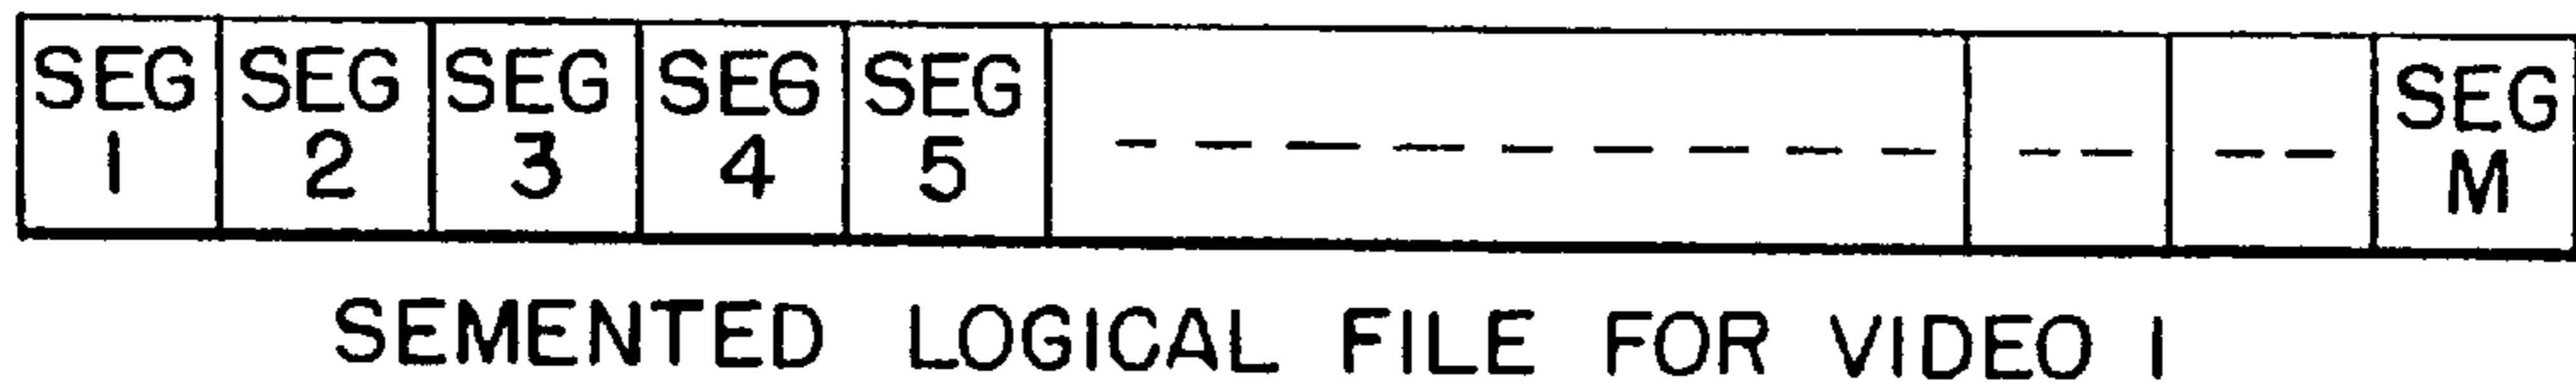 SEG SEG SEG SEG SEG SEG
1 2 3 4 5 M
SEMENTED LOGICAL FILE FOR VIDEO 1